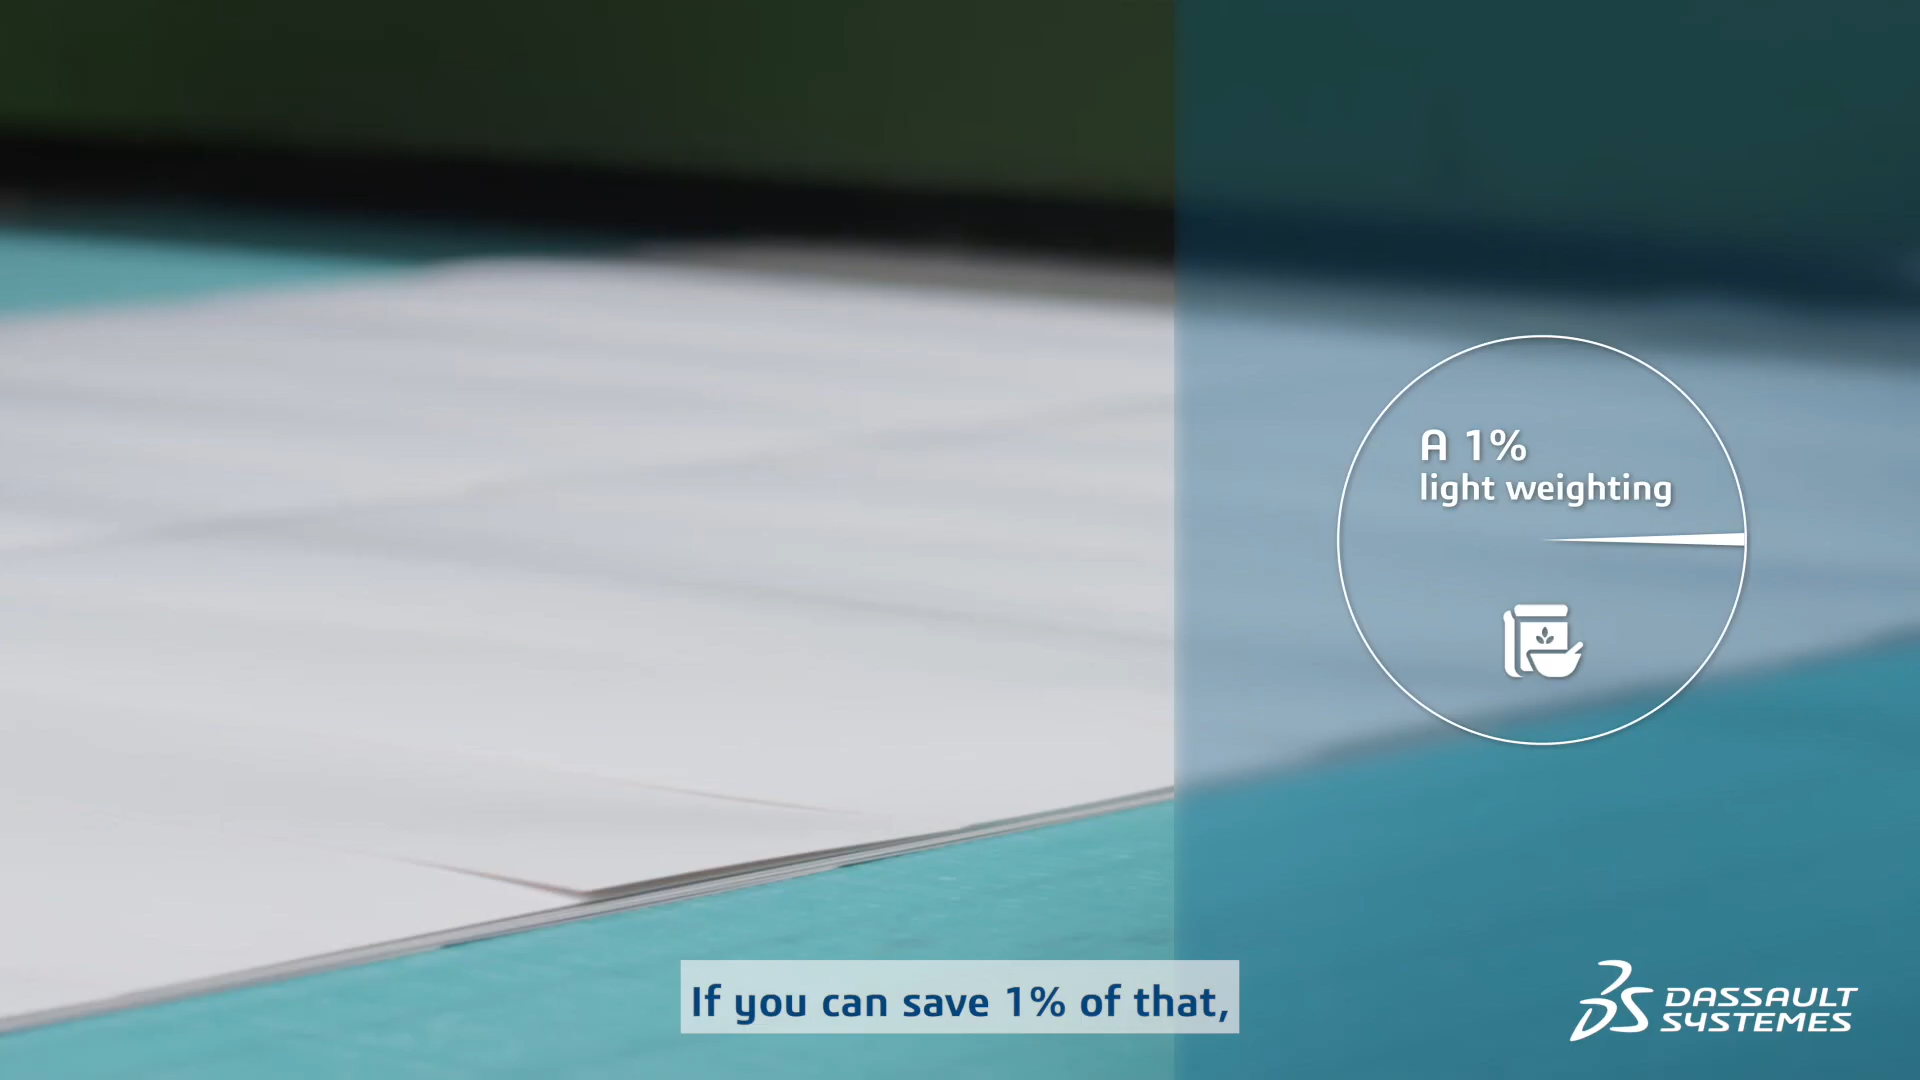 A 1%
light weighting
If you can save 1% of that,
DASSAULT
SYSTEMES